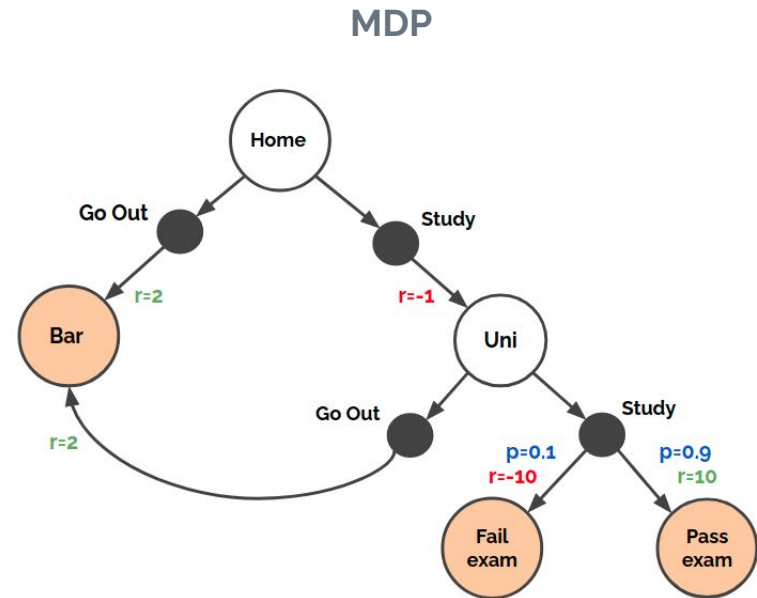 MDP
Home
Go Out
Study
r=2
r=-1
Bar
Uni
Go Out
Study
r=2
p=0.1
r=-10
p=0.9
r=10
Fail
exam
Pass
exam